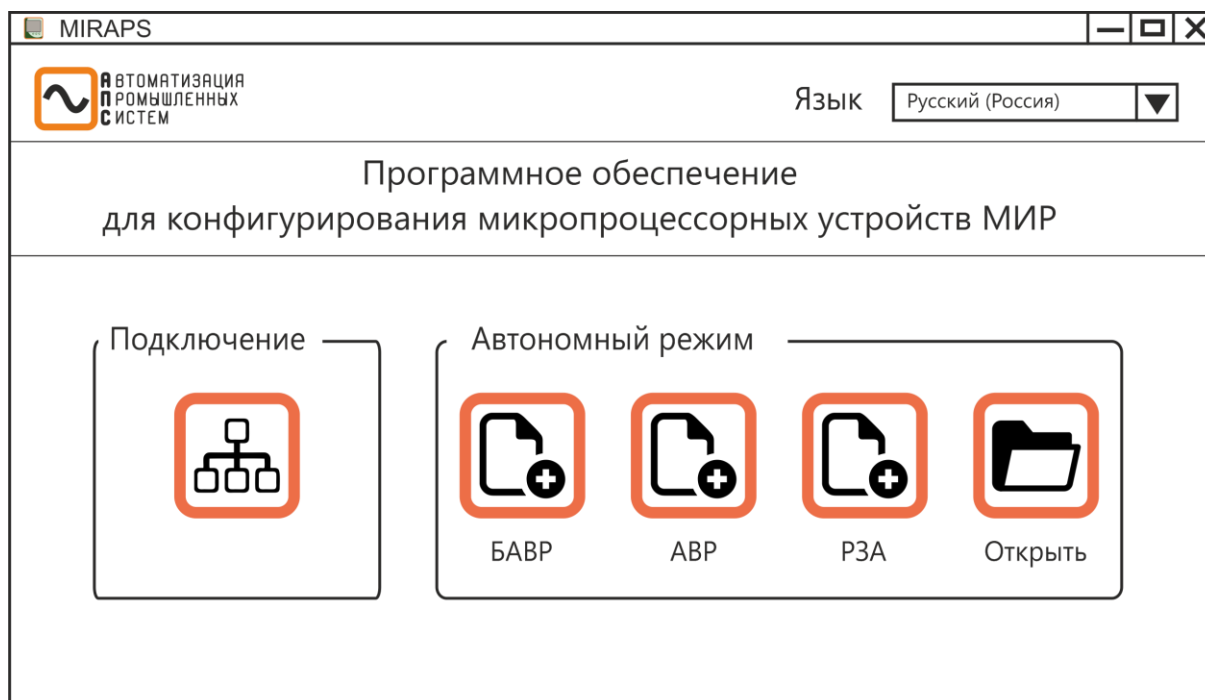 MIRAPS
АВТОМАТИЗАЦИЯ
ПРОМЫШЛЕННЫХ
СИСТЕМ
Язык
Русский (Россия)
Программное обеспечение
для конфигурирования микропроцессорных устройств МИР
Подключение
Автономный режим
БАВР
АВР
РЗА
Открыть